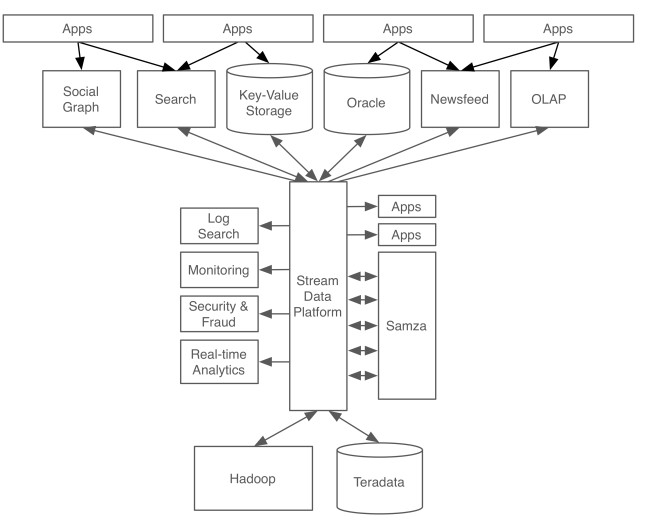 Apps
Apps
Apps
Apps
Social
Graph
Search
Key-Value
Storage
Oracle
Newsfeed
OLAP
Log
Search
Monitoring
Security &
Fraud
Real-time
Analytics
Stream
Data
Platform
Apps
Apps
Samza
Hadoop
Teradata